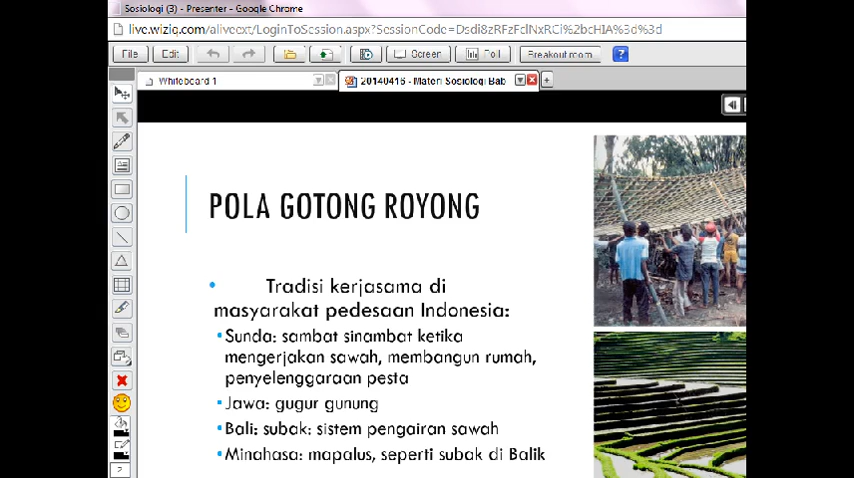 Sosiologi (3) - Presenter - Google Chrome
live.wiziq.com/aliveext/LoginToSession.aspx?SessionCode=Dsdi8zRFzFclNxRCi%2bcHIA%3d%3d
File Edit Screen Poll Breakout room ?
Whiteboard 1 20140416 - Materi Sosiologi Bab
POLA GOTONG ROYONG
• Tradisi kerjasama di
masyarakat pedesaan Indonesia:
• Sunda: sambat sinambat ketika
mengerjakan sawah, membangun rumah,
penyelenggaraan pesta
• Jawa: gugur gunung
• Bali: subak: sistem pengairan sawah
• Minahasa: mapalus, seperti subak di Balik
2